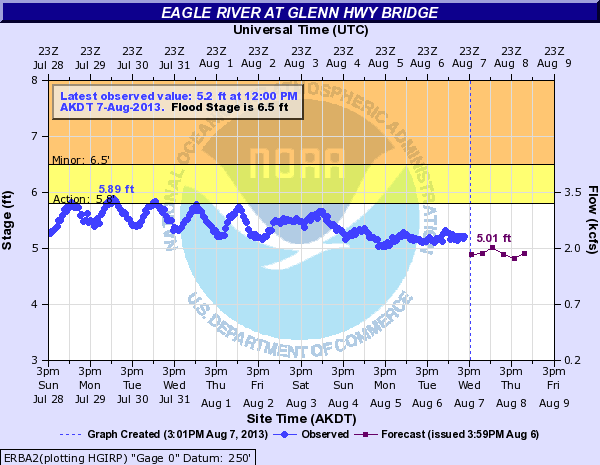 EAGLE RIVER AT GLENN HWY BRIDGE
Universal Time (UTC)
23Z 23Z 23Z 23Z 23Z 23Z 23Z 23Z 23Z 23Z 23Z 23Z 23Z
Jul 28 Jul 29 Jul 30 Jul 31 Aug 1 Aug 2 Aug 3 Aug 4 Aug 5 Aug 6 Aug 7 Aug 8 Aug 9
Latest observed value: 5.2 ft at 12:00 PM
AKDT 7-Aug-2013. Flood Stage is 6.5 ft
NATIONAL OCEANIC AND ATMOSPHERIC ADMINISTRATION
NOAA
U.S. DEPARTMENT OF COMMERCE
8
7
Minor: 6.5'
5.89 ft
6 3.5
Action: 5.8'
5.01 ft
5 2.0
4 0.7
3 0.2
Stage (ft)
Flow (kcfs)
3pm 3pm 3pm 3pm 3pm 3pm 3pm 3pm 3pm 3pm 3pm 3pm 3pm
Sun Mon Tue Wed Thu Fri Sat Sun Mon Tue Wed Thu Fri
Jul 28 Jul 29 Jul 30 Jul 31 Aug 1 Aug 2 Aug 3 Aug 4 Aug 5 Aug 6 Aug 7 Aug 8 Aug 9
Site Time (AKDT)
Graph Created (3:01PM Aug 7, 2013) Observed Forecast (issued 3:59PM Aug 6)
ERBA2(plotting HGIRP) "Gage 0" Datum: 250'